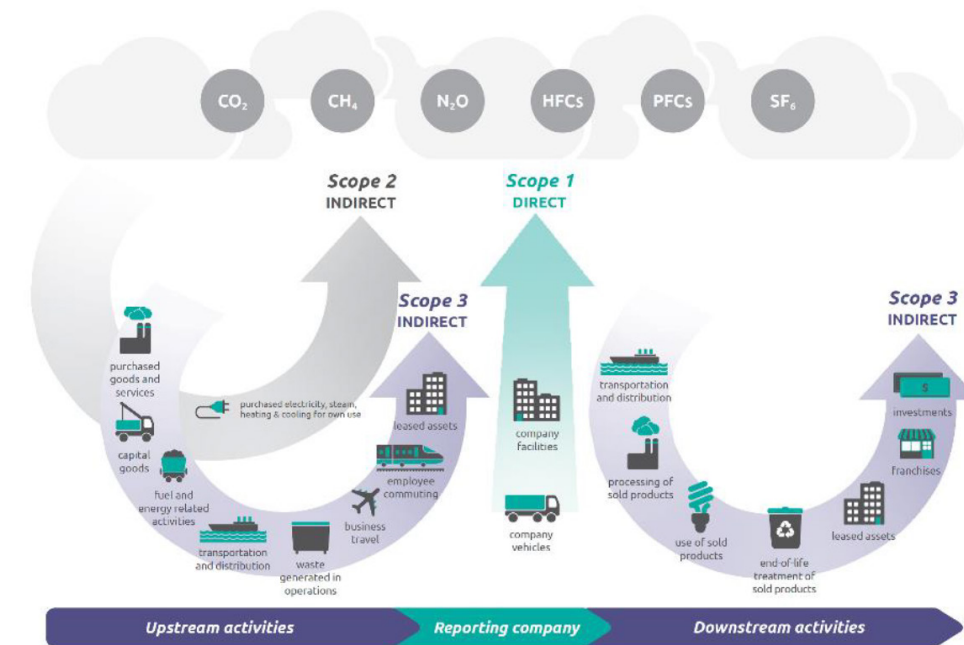 CO₂
CH₄
N₂O
HFCs
PFCs
SF₆
Scope 2
INDIRECT
Scope 1
DIRECT
Scope 3
INDIRECT
Scope 3
INDIRECT
purchased
goods and
services
capital
goods
fuel and
energy related
activities
transportation
and distribution
waste
generated in
operations
business
travel
employee
commuting
leased assets
purchased electricity, steam,
heating & cooling for own use
company
facilities
company
vehicles
transportation
and distribution
processing of
sold products
use of sold
products
end-of-life
treatment of
sold products
leased assets
franchises
$
investments
Upstream activities
Reporting company
Downstream activities